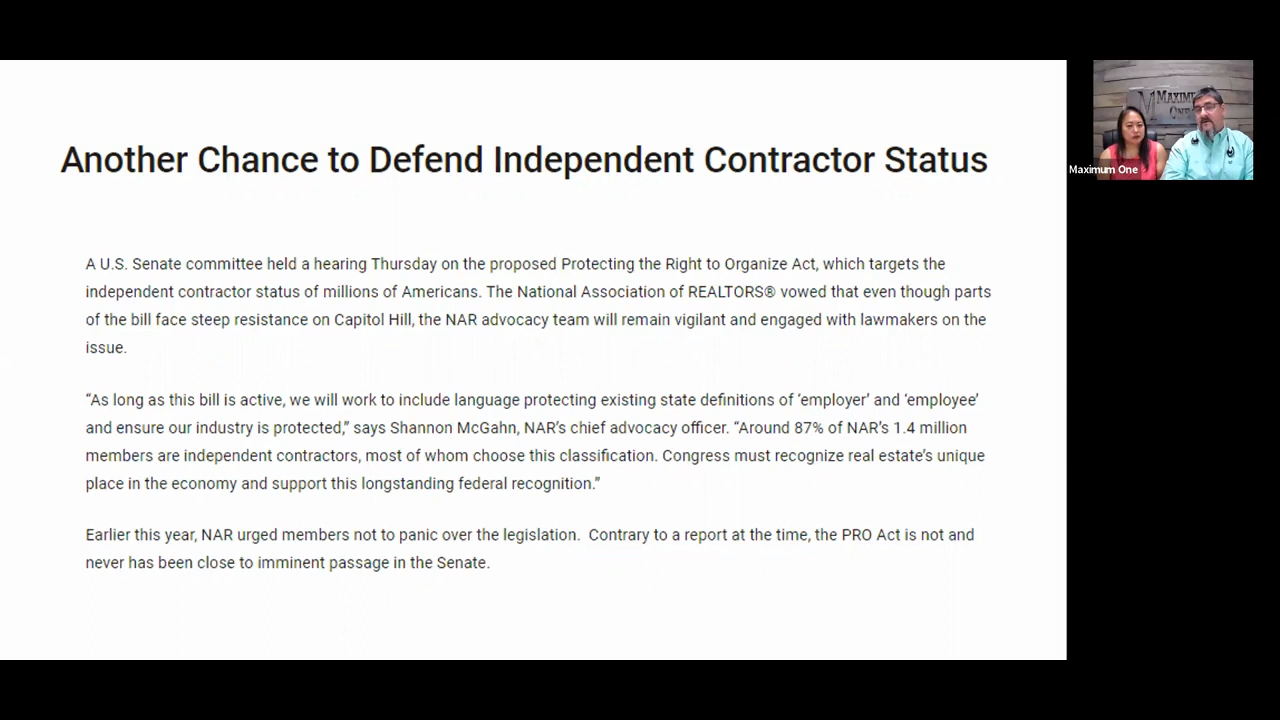 Another Chance to Defend Independent Contractor Status
A U.S. Senate committee held a hearing Thursday on the proposed Protecting the Right to Organize Act, which targets the
independent contractor status of millions of Americans. The National Association of REALTORS® vowed that even though parts
of the bill face steep resistance on Capitol Hill, the NAR advocacy team will remain vigilant and engaged with lawmakers on the
issue.
“As long as this bill is active, we will work to include language protecting existing state definitions of ‘employer’ and ‘employee’
and ensure our industry is protected,” says Shannon McGahn, NAR’s chief advocacy officer. “Around 87% of NAR’s 1.4 million
members are independent contractors, most of whom choose this classification. Congress must recognize real estate’s unique
place in the economy and support this longstanding federal recognition.”
Earlier this year, NAR urged members not to panic over the legislation.  Contrary to a report at the time, the PRO Act is not and
never has been close to imminent passage in the Senate.
Maximum One